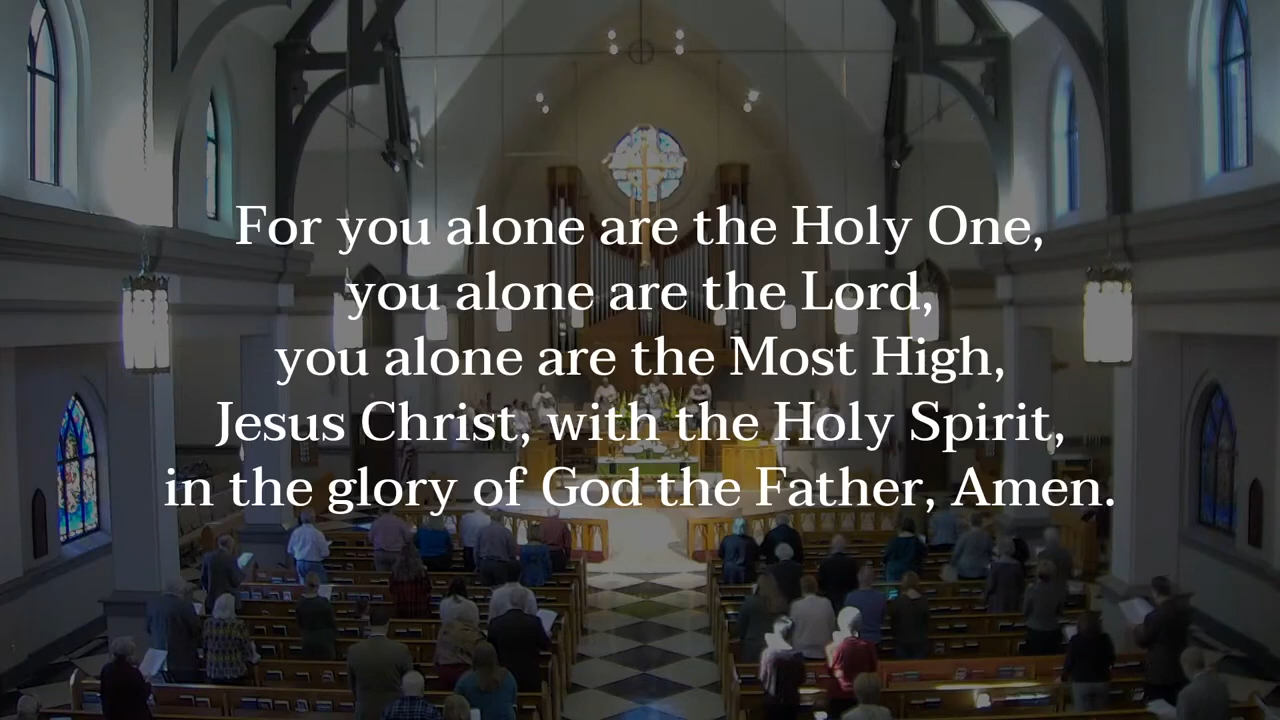 For you alone are the Holy One,
you alone are the Lord,
you alone are the Most High,
Jesus Christ, with the Holy Spirit,
in the glory of God the Father, Amen.